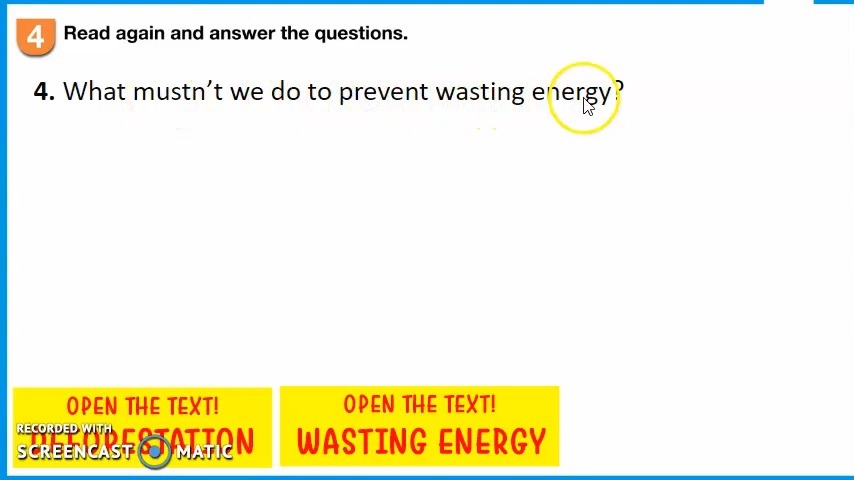 4 Read again and answer the questions.
4. What mustn't we do to prevent wasting energy?
OPEN THE TEXT!
DEFORESTATION
OPEN THE TEXT!
WASTING ENERGY
RECORDED WITH
SCREENCAST MATIC